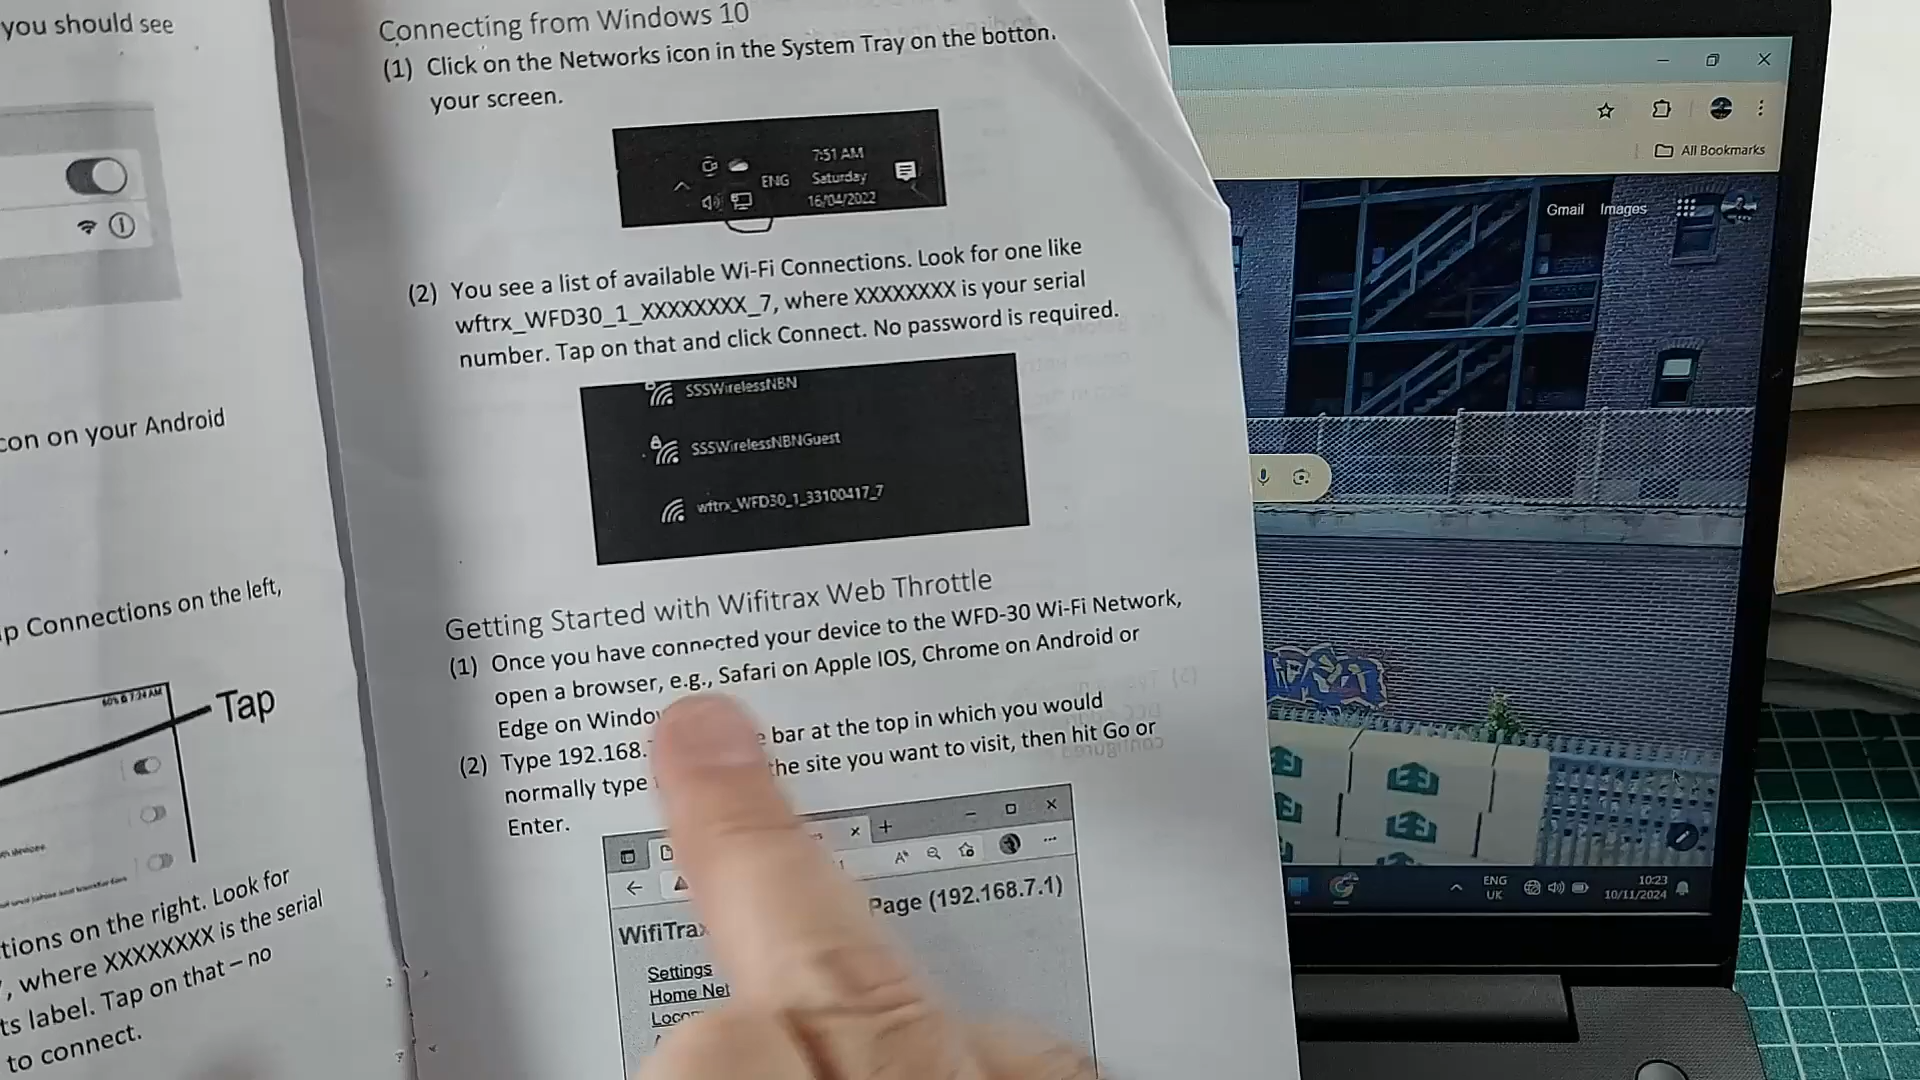 you should see
con on your Android
p Connections on the left,
60% 7:24 AM
Tap
tions on the right. Look for
, where XXXXXXXX is the serial
ts label. Tap on that – no
to connect.
Connecting from Windows 10
(1) Click on the Networks icon in the System Tray on the botton.
your screen.
7:51 AM
ENG Saturday
16/04/2022
(2) You see a list of available Wi-Fi Connections. Look for one like
wftrx_WFD30_1_XXXXXXXX_7, where XXXXXXXX is your serial
number. Tap on that and click Connect. No password is required.
SSSWirelessNBN
SSSWirelessNBNGuest
wftrx_WFD30_1_33100417_7
Getting Started with Wifitrax Web Throttle
(1) Once you have connected your device to the WFD-30 Wi-Fi Network,
open a browser, e.g., Safari on Apple IOS, Chrome on Android or
Edge on Windo
(2) Type 192.168. bar at the top in which you would
normally type the site you want to visit, then hit Go or
Enter.
WifiTrax Page (192.168.7.1)
Settings
Home Net
Loco
All Bookmarks
Gmail Images
ENG
UK
10:23
10/11/2024